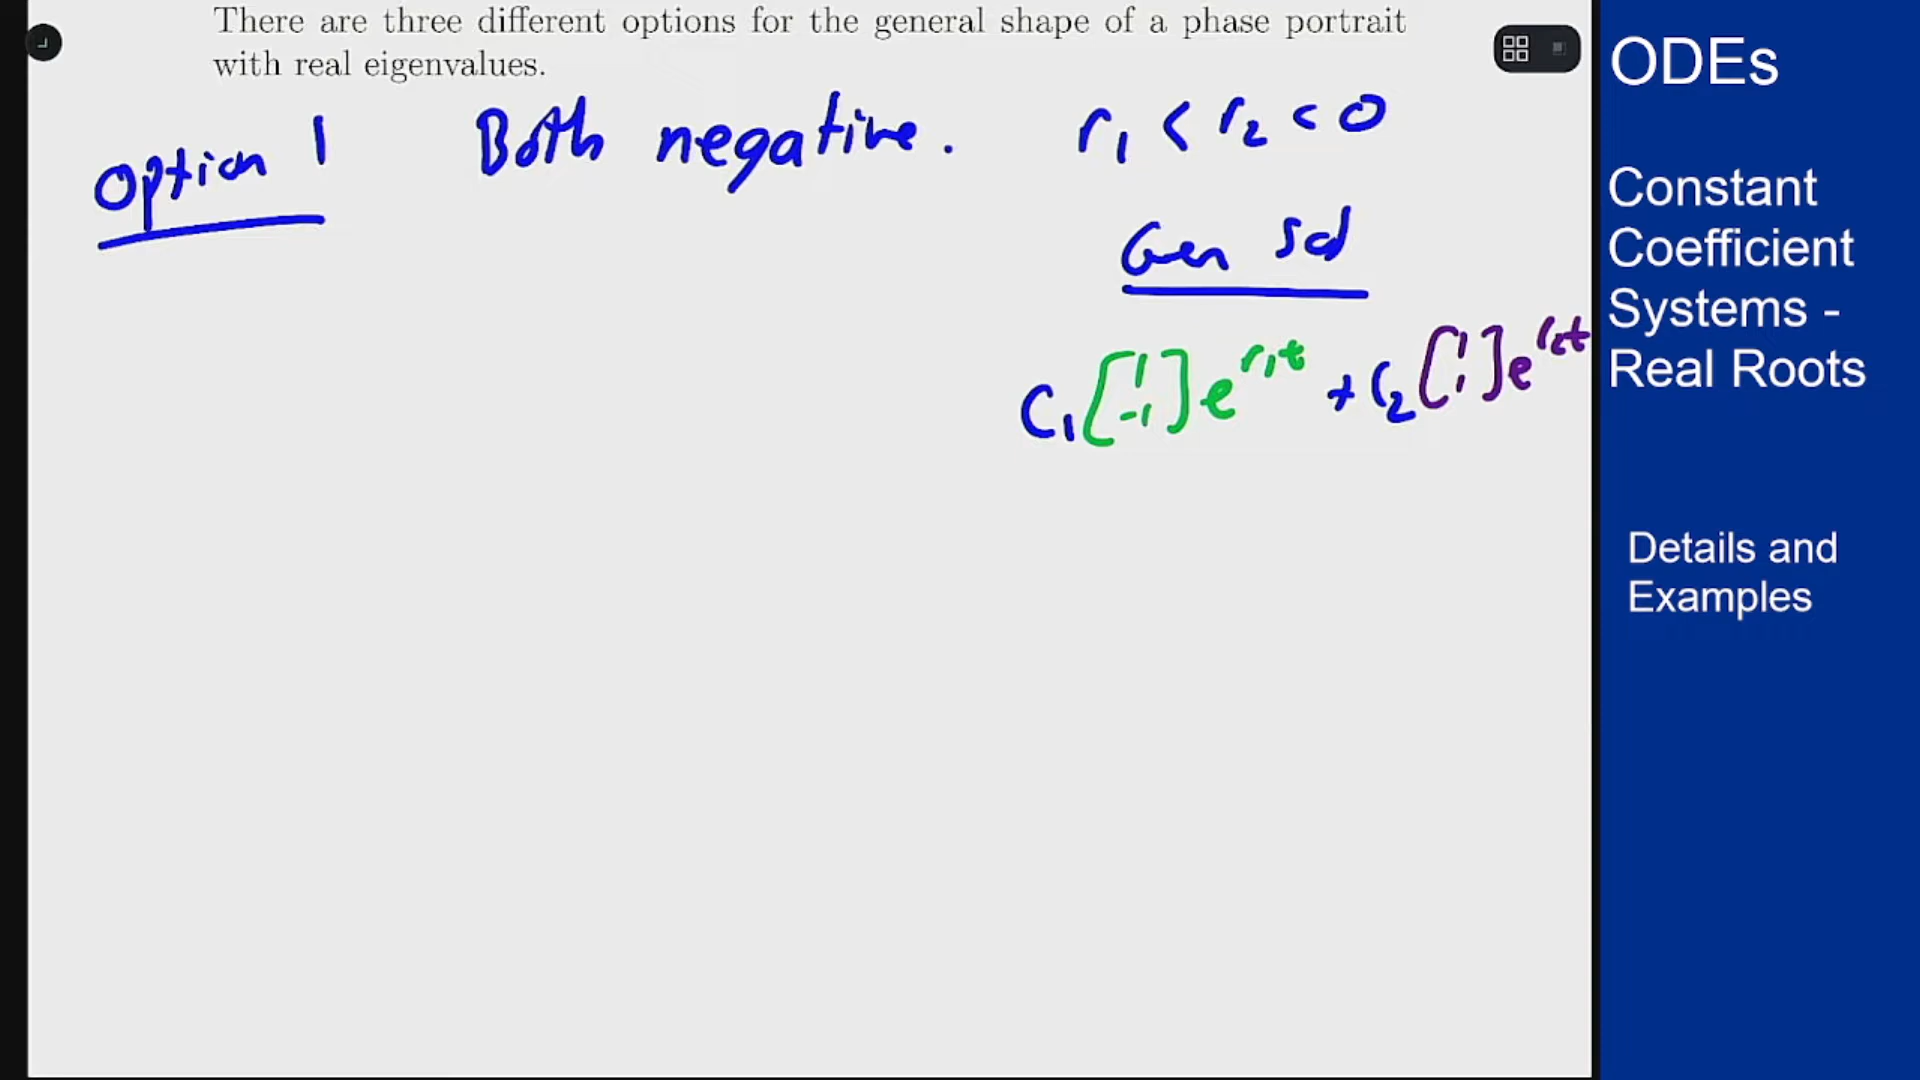 There are three different options for the general shape of a phase portrait
with real eigenvalues.
Option 1 Both negative. r₁ < r₂ < 0
Gen Sol
C₁ [1 -1] e^{r₁t} + C₂ [1 1] e^{r₂t}
ODEs
Constant
Coefficient
Systems -
Real Roots
Details and
Examples